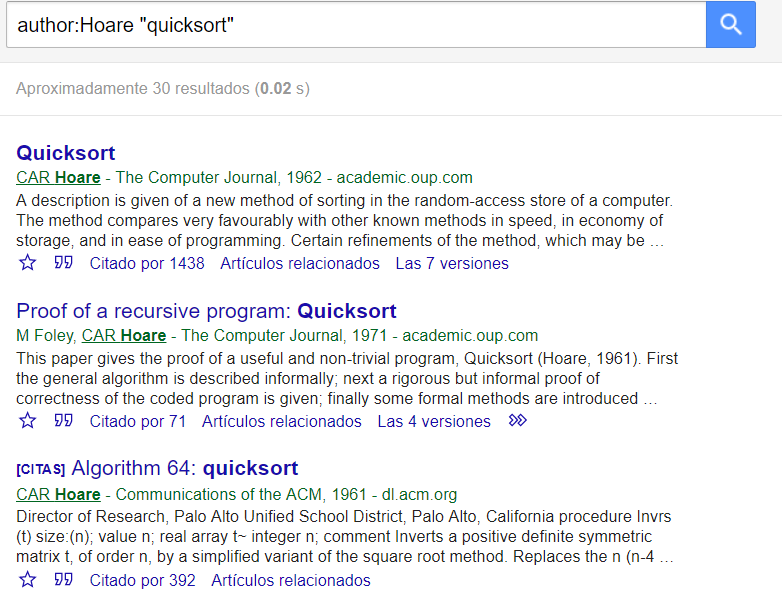 author:Hoare "quicksort"
Aproximadamente 30 resultados (0.02 s)
Quicksort
CAR Hoare - The Computer Journal, 1962 - academic.oup.com
A description is given of a new method of sorting in the random-access store of a computer.
The method compares very favourably with other known methods in speed, in economy of
storage, and in ease of programming. Certain refinements of the method, which may be …
Citado por 1438 Artículos relacionados Las 7 versiones
Proof of a recursive program: Quicksort
M Foley, CAR Hoare - The Computer Journal, 1971 - academic.oup.com
This paper gives the proof of a useful and non-trivial program, Quicksort (Hoare, 1961). First
the general algorithm is described informally; next a rigorous but informal proof of
correctness of the coded program is given; finally some formal methods are introduced …
Citado por 71 Artículos relacionados Las 4 versiones
[CITAS] Algorithm 64: quicksort
CAR Hoare - Communications of the ACM, 1961 - dl.acm.org
Director of Research, Palo Alto Unified School District, Palo Alto, California procedure Invrs
(t) size:(n); value n; real array t~ integer n; comment Inverts a positive definite symmetric
matrix t, of order n, by a simplified variant of the square root method. Replaces the n (n-4 …
Citado por 392 Artículos relacionados